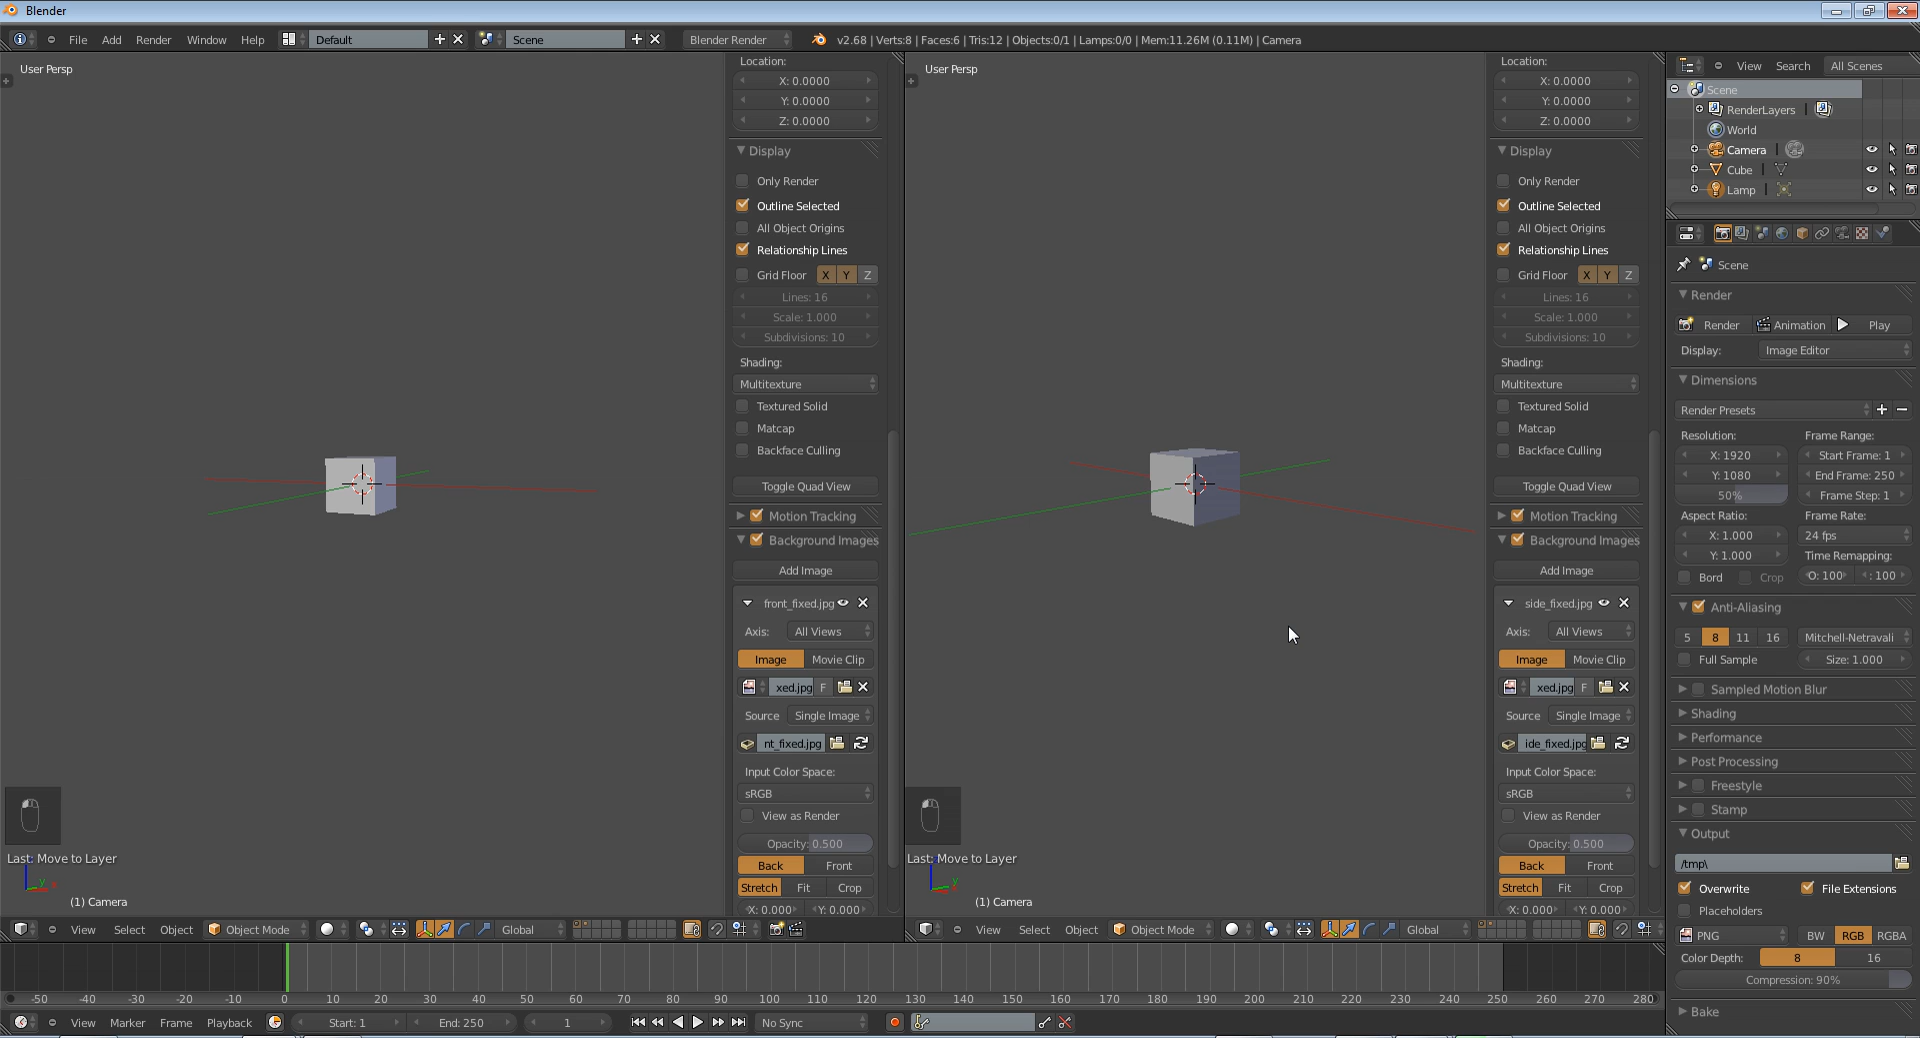 Blender
File Add Render Window Help Default Scene Blender Render v2.68 | Verts:8 | Faces:6 | Tris:12 | Objects:0/1 | Lamps:0/0 | Mem:11.26M (0.11M) | Camera
User Persp
Location:
X: 0.0000
Y: 0.0000
Z: 0.0000
Display
Only Render
Outline Selected
All Object Origins
Relationship Lines
Grid Floor X Y Z
Lines: 16
Scale: 1.000
Subdivisions: 10
Shading:
Multitexture
Textured Solid
Matcap
Backface Culling
Toggle Quad View
Motion Tracking
Background Images
Add Image
front_fixed.jpg
Axis: All Views
Image Movie Clip
xed.jpg F
Source Single Image
nt_fixed.jpg
Input Color Space:
sRGB
View as Render
Opacity: 0.500
Back Front
Stretch Fit Crop
X: 0.000 Y: 0.000
Last: Move to Layer
(1) Camera
View Select Object Object Mode Global
User Persp
Location:
X: 0.0000
Y: 0.0000
Z: 0.0000
Display
Only Render
Outline Selected
All Object Origins
Relationship Lines
Grid Floor X Y Z
Lines: 16
Scale: 1.000
Subdivisions: 10
Shading:
Multitexture
Textured Solid
Matcap
Backface Culling
Toggle Quad View
Motion Tracking
Background Images
Add Image
side_fixed.jpg
Axis: All Views
Image Movie Clip
xed.jpg F
Source Single Image
ide_fixed.jpg
Input Color Space:
sRGB
View as Render
Opacity: 0.500
Back Front
Stretch Fit Crop
X: 0.000 Y: 0.000
Last: Move to Layer
(1) Camera
View Select Object Object Mode Global
View Search All Scenes
Scene
RenderLayers
World
Camera
Cube
Lamp
Scene
Render
Render Animation Play
Display: Image Editor
Dimensions
Render Presets
Resolution: Frame Range:
X: 1920 Start Frame: 1
Y: 1080 End Frame: 250
50% Frame Step: 1
Aspect Ratio: Frame Rate:
X: 1.000 24 fps
Y: 1.000 Time Remapping:
Bord Crop O: 100 : 100
Anti-Aliasing
5 8 11 16 Mitchell-Netravali
Full Sample Size: 1.000
Sampled Motion Blur
Shading
Performance
Post Processing
Freestyle
Stamp
Output
/tmp\
Overwrite File Extensions
Placeholders
PNG BW RGB RGBA
Color Depth: 8 16
Compression: 90%
Bake
-50 -40 -30 -20 -10 0 10 20 30 40 50 60 70 80 90 100 110 120 130 140 150 160 170 180 190 200 210 220 230 240 250 260 270 280
View Marker Frame Playback Start: 1 End: 250 1 No Sync